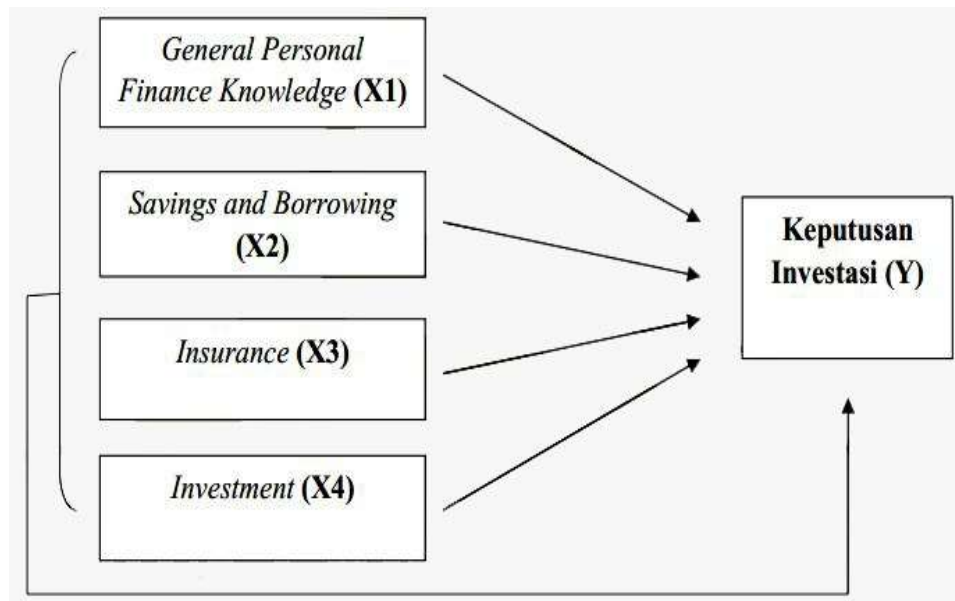 General Personal
Finance Knowledge (X1)
Savings and Borrowing
(X2)
Insurance (X3)
Investment (X4)
Keputusan
Investasi (Y)